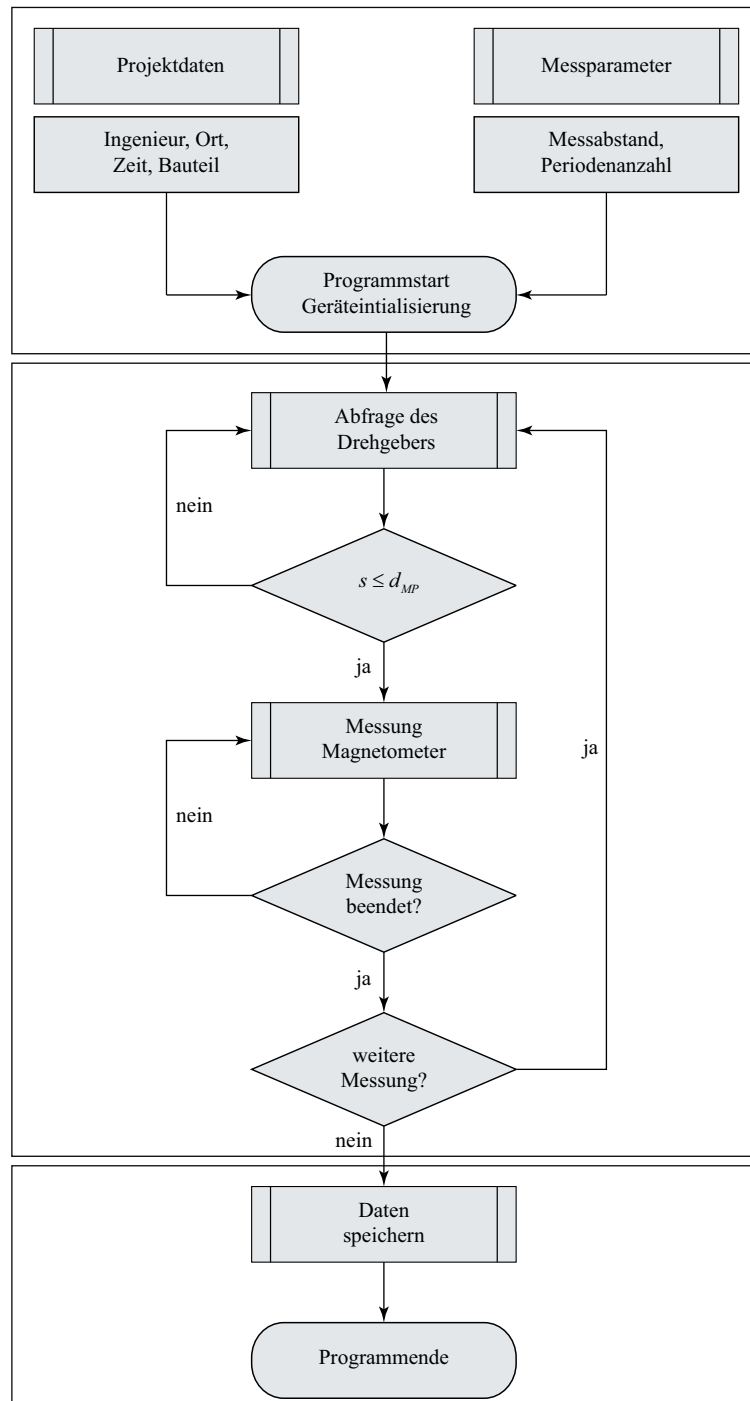 Projektdaten
Messparameter
Ingenieur, Ort,
Zeit, Bauteil
Messabstand,
Periodenanzahl
Programmstart
Geräteintialisierung
Abfrage des
Drehgebers
nein
s ≤ d_MP
ja
Messung
Magnetometer
ja
nein
Messung
beendet?
ja
weitere
Messung?
nein
Daten
speichern
Programmende